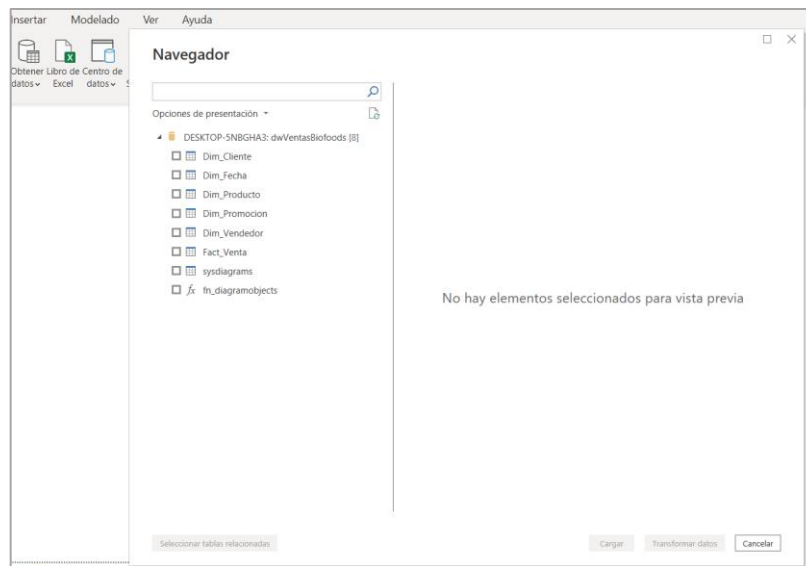 Insertar Modelado Ver Ayuda
Obtener Libro de Centro de
datos Excel datos
Navegador
Opciones de presentación
DESKTOP-5NBGHA3: dwVentasBiofoods [8]
Dim_Cliente
Dim_Fecha
Dim_Producto
Dim_Promocion
Dim_Vendedor
Fact_Venta
sysdiagrams
fx fn_diagramobjects
No hay elementos seleccionados para vista previa
Seleccionar tablas relacionadas Cargar Transformar datos Cancelar